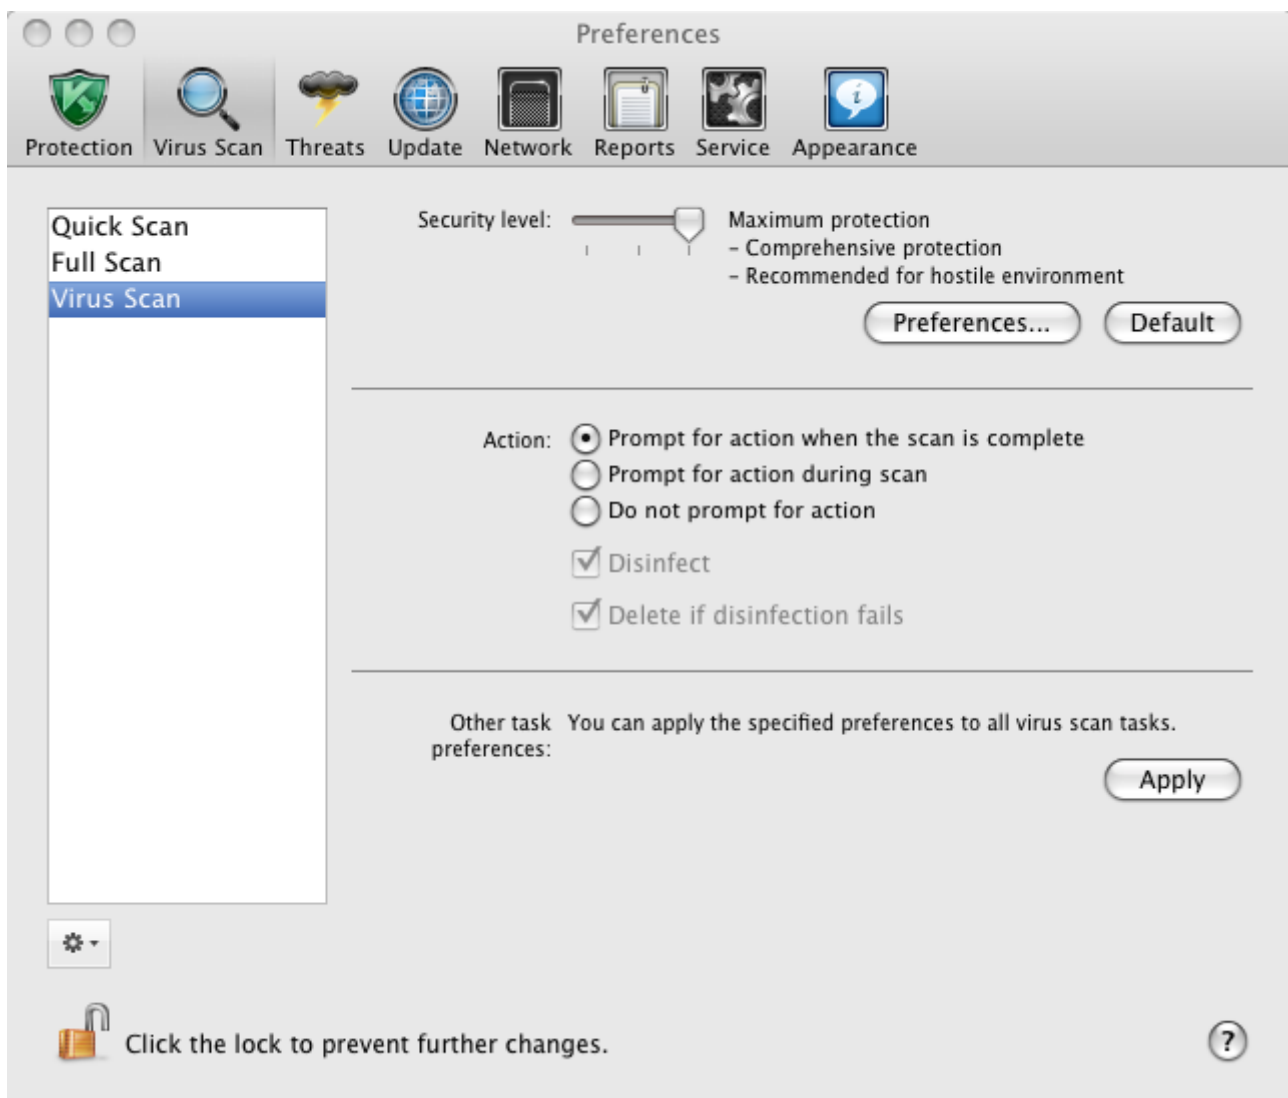 Preferences
Protection Virus Scan Threats Update Network Reports Service Appearance
Quick Scan
Full Scan
Virus Scan
Security level:
Maximum protection
- Comprehensive protection
- Recommended for hostile environment
Preferences... Default
Action: Prompt for action when the scan is complete
Prompt for action during scan
Do not prompt for action
Disinfect
Delete if disinfection fails
Other task preferences:
You can apply the specified preferences to all virus scan tasks.
Apply
Click the lock to prevent further changes.
?